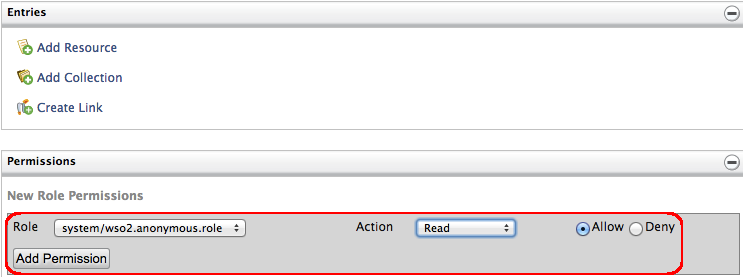 Entries
Add Resource
Add Collection
Create Link
Permissions
New Role Permissions
Role system/wso2.anonymous.role Action Read Allow Deny
Add Permission